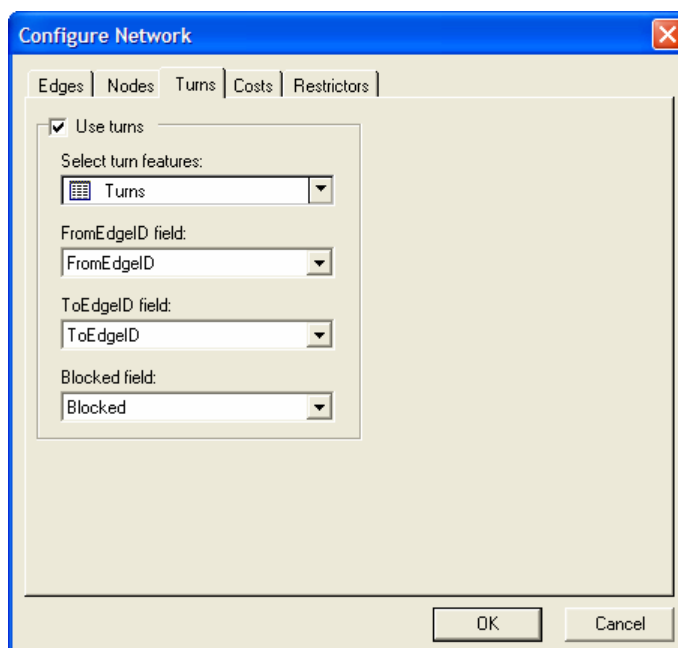 Configure Network
Edges Nodes Turns Costs Restrictors
Use turns
Select turn features:
Turns
FromEdgeID field:
FromEdgeID
ToEdgeID field:
ToEdgeID
Blocked field:
Blocked
OK Cancel